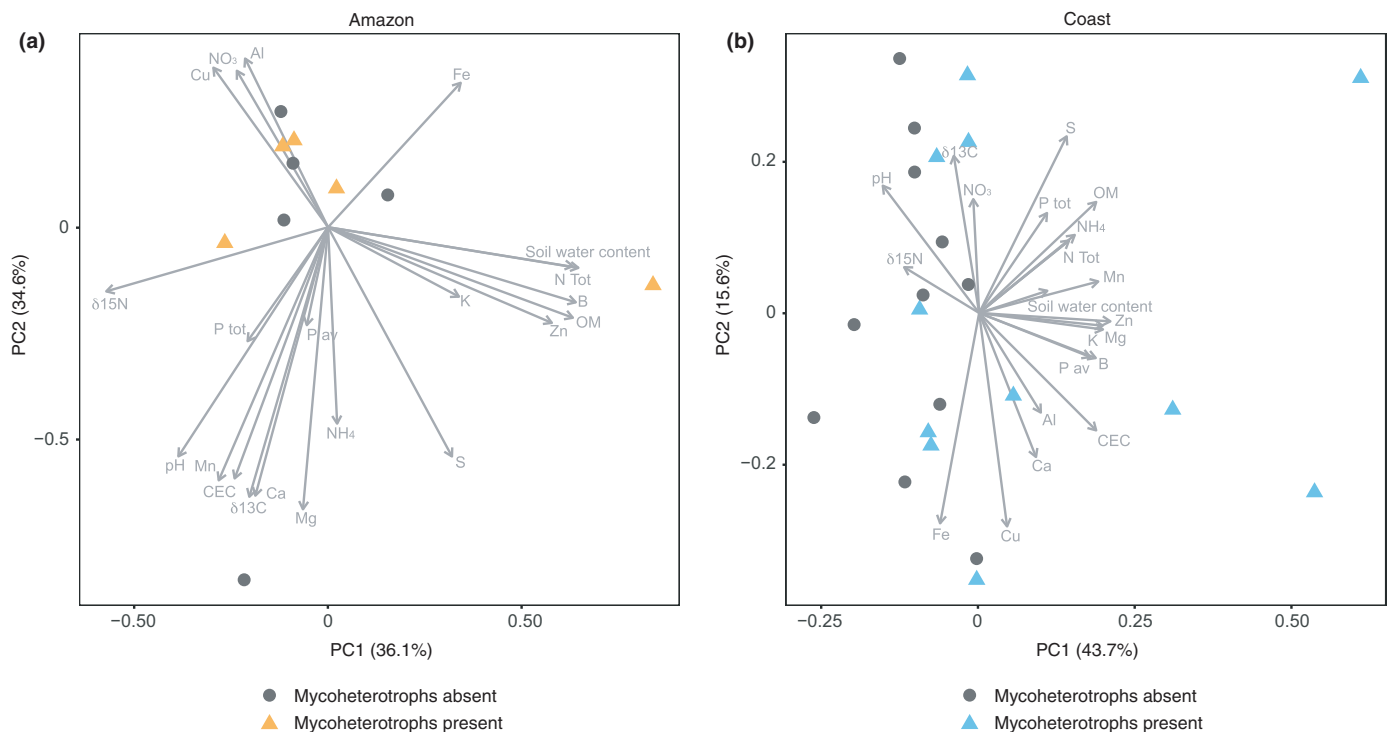 Amazon
(a)
Al
NO₃
Cu
Fe
Soil water content
N Tot
K
B
OM
Zn
δ15N
P tot
P av
NH₄
pH
Mn
CEC
Ca
δ13C
Mg
S
0
−0.5
PC2 (34.6%)
−0.50
0
0.50
PC1 (36.1%)
Mycoheterotrophs absent
Mycoheterotrophs present
Coast
(b)
S
δ13C
pH
NO₃
OM
P tot
NH₄
N Tot
δ15N
Mn
Soil water content
Zn
Mg
K
P av
B
Al
CEC
Ca
Fe
Cu
0.2
0
−0.2
PC2 (15.6%)
−0.25
0
0.25
0.50
PC1 (43.7%)
Mycoheterotrophs absent
Mycoheterotrophs present